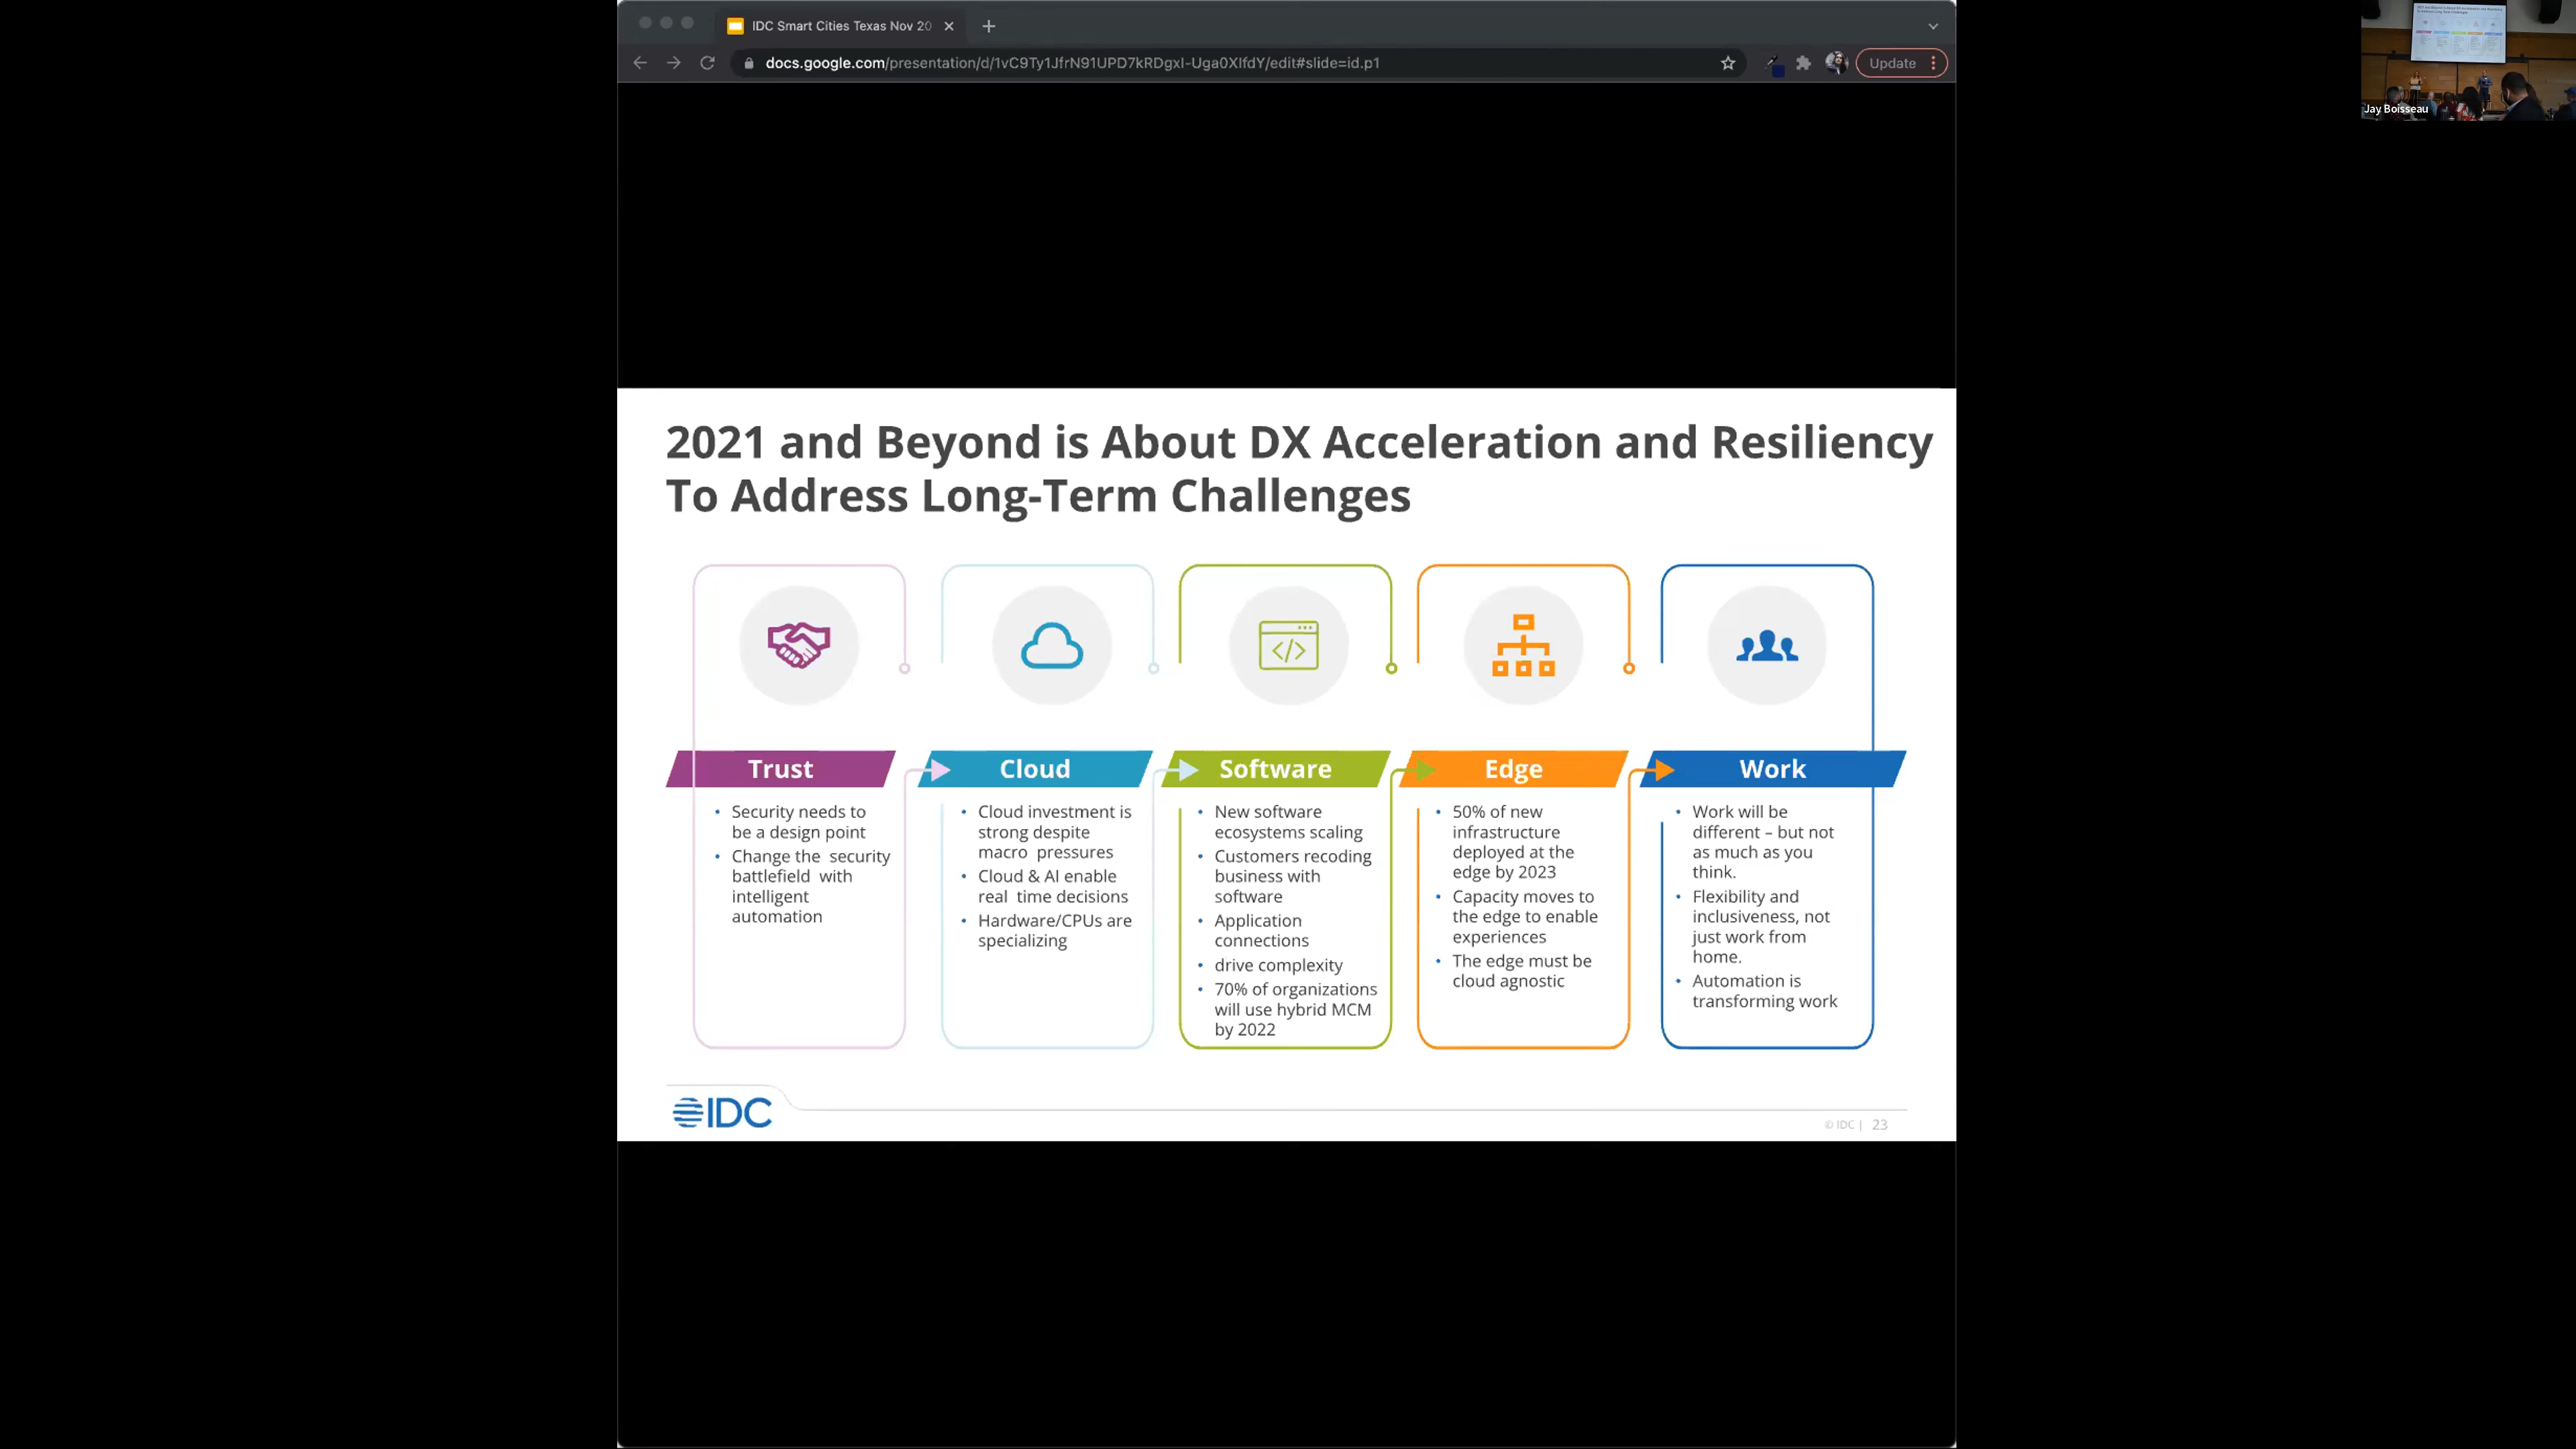 IDC Smart Cities Texas Nov 20
docs.google.com/presentation/d/1vC9Ty1JfrN91UPD7kRDgxI-Uga0XIfdY/edit#slide=id.p1
Update
Jay Boisseau
2021 and Beyond is About DX Acceleration and Resiliency
To Address Long-Term Challenges
Trust
• Security needs to
be a design point
• Change the security
battlefield with
intelligent
automation
Cloud
• Cloud investment is
strong despite
macro pressures
• Cloud & AI enable
real time decisions
• Hardware/CPUs are
specializing
Software
• New software
ecosystems scaling
• Customers recoding
business with
software
• Application
connections
• drive complexity
• 70% of organizations
will use hybrid MCM
by 2022
Edge
• 50% of new
infrastructure
deployed at the
edge by 2023
• Capacity moves to
the edge to enable
experiences
• The edge must be
cloud agnostic
Work
• Work will be
different – but not
as much as you
think.
• Flexibility and
inclusiveness, not
just work from
home.
• Automation is
transforming work
IDC
© IDC | 23